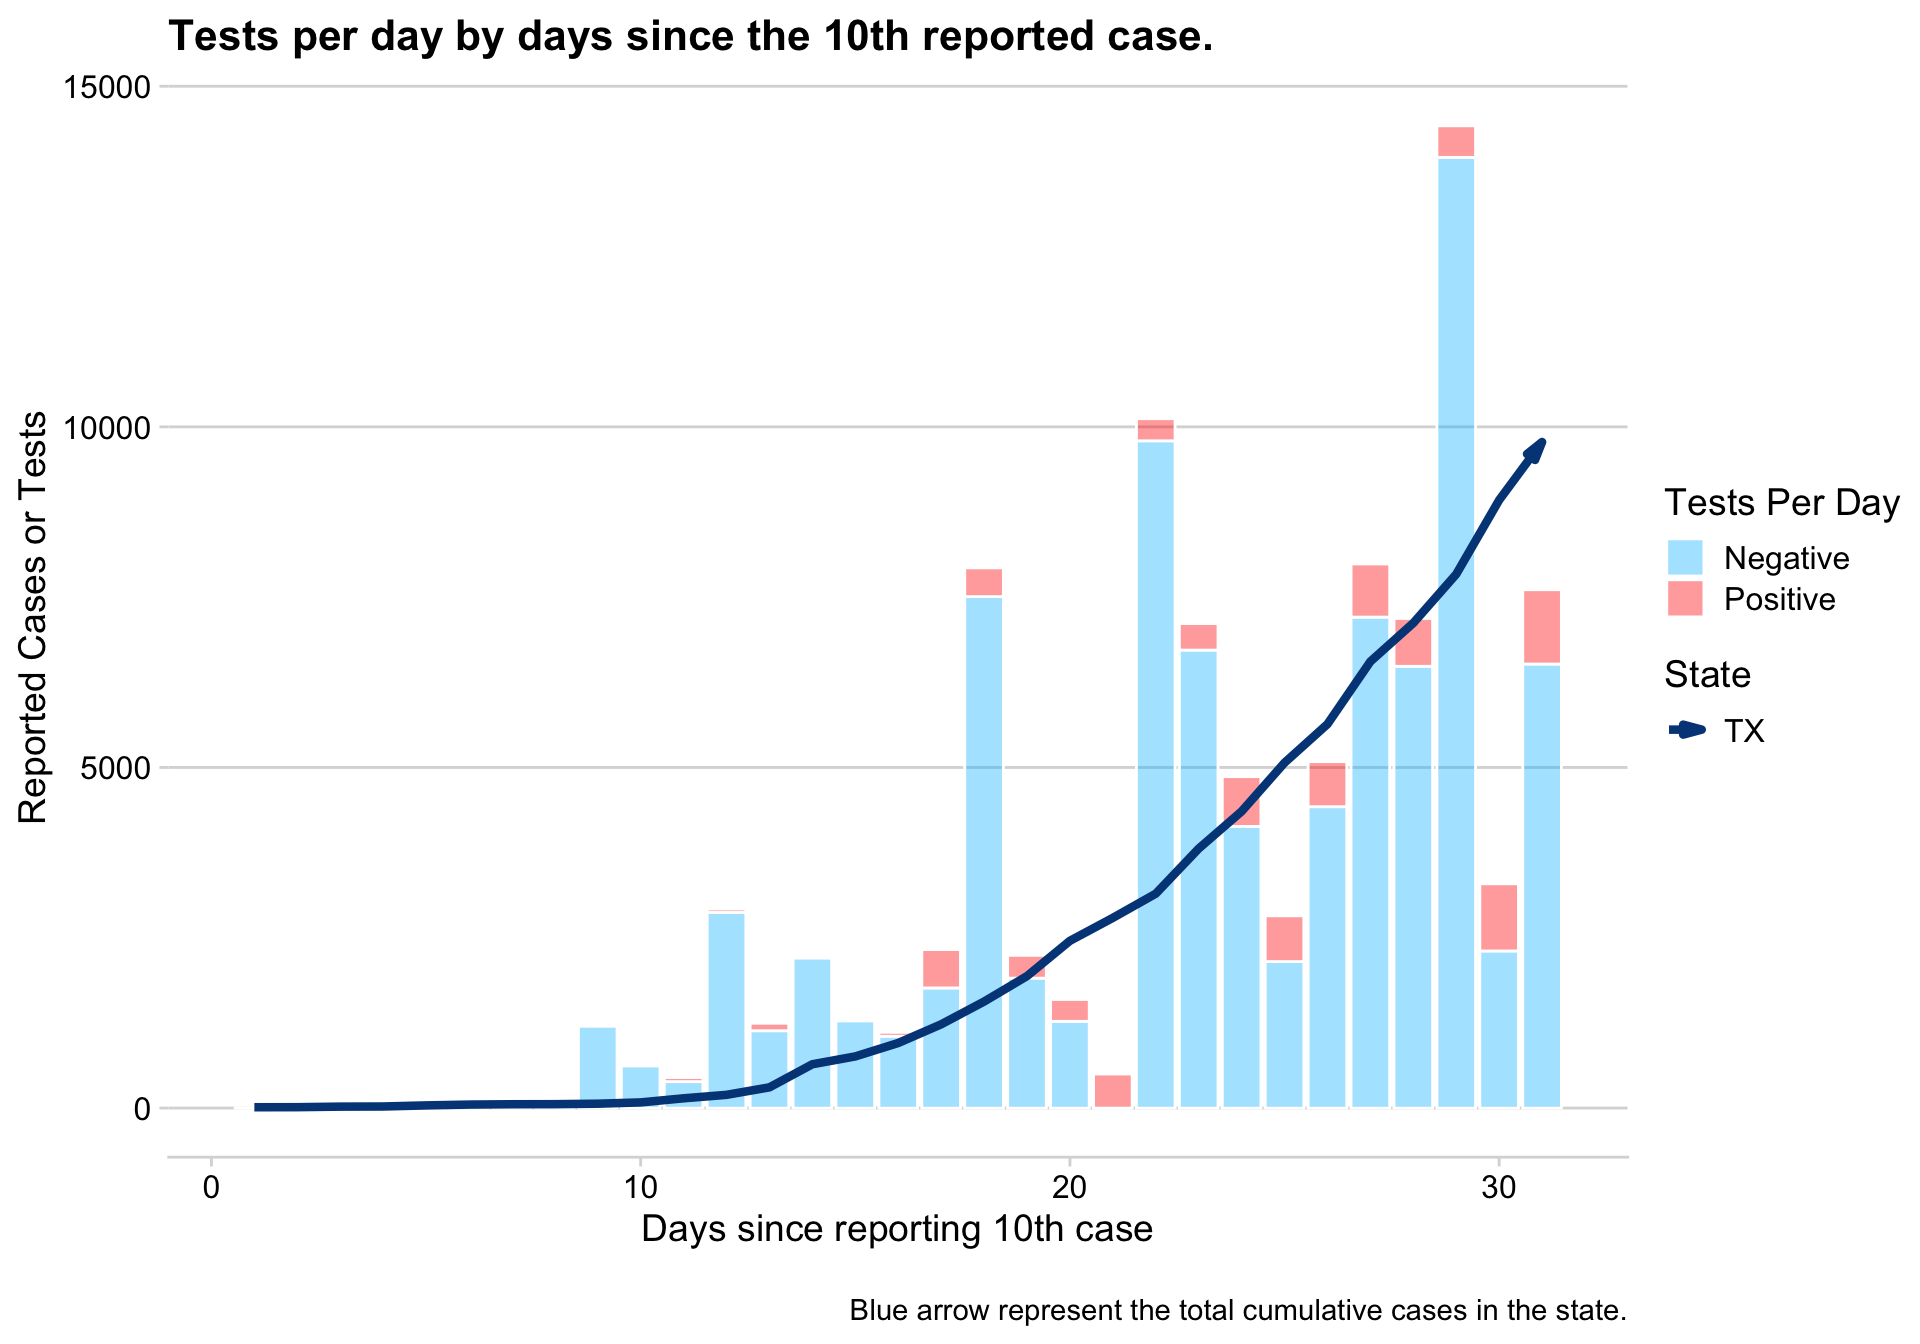 Tests per day by days since the 10th reported case.
15000
10000
5000
0
Reported Cases or Tests
0
10
20
30
Days since reporting 10th case
Tests Per Day
Negative
Positive
State
TX
Blue arrow represent the total cumulative cases in the state.